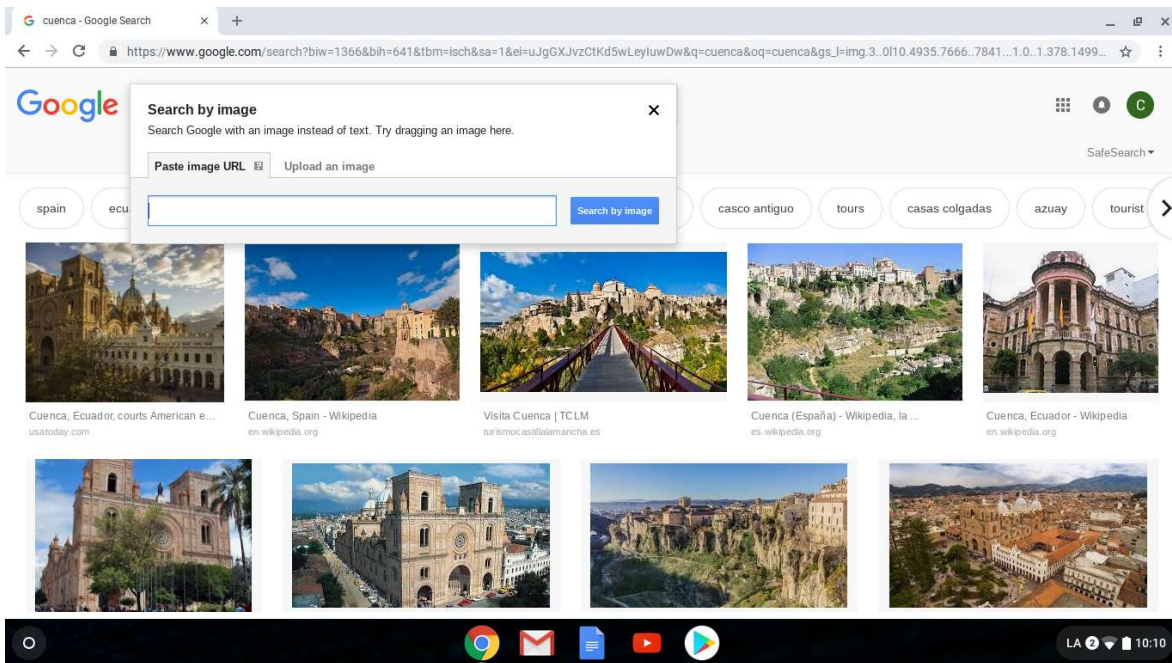 cuenca - Google Search
https://www.google.com/search?biw=1366&bih=641&tbm=isch&sa=1&ei=uJgGXJvzCtKd5wLeyIuwDw&q=cuenca&oq=cuenca&gs_l=img.3..0l10.4935.7666..7841...1.0..1.378.1499...
Google
Search by image
Search Google with an image instead of text. Try dragging an image here.
C
SafeSearch
Paste image URL
Upload an image
Search by image
spain
ecu
casco antiguo
tours
casas colgadas
azuay
tourist
Cuenca, Ecuador, courts American e...
usatoday.com
Cuenca, Spain - Wikipedia
en.wikipedia.org
Visita Cuenca | TCLM
turismocastillalamancha.es
Cuenca (España) - Wikipedia, la ...
es.wikipedia.org
Cuenca, Ecuador - Wikipedia
en.wikipedia.org
LA 2 10:10